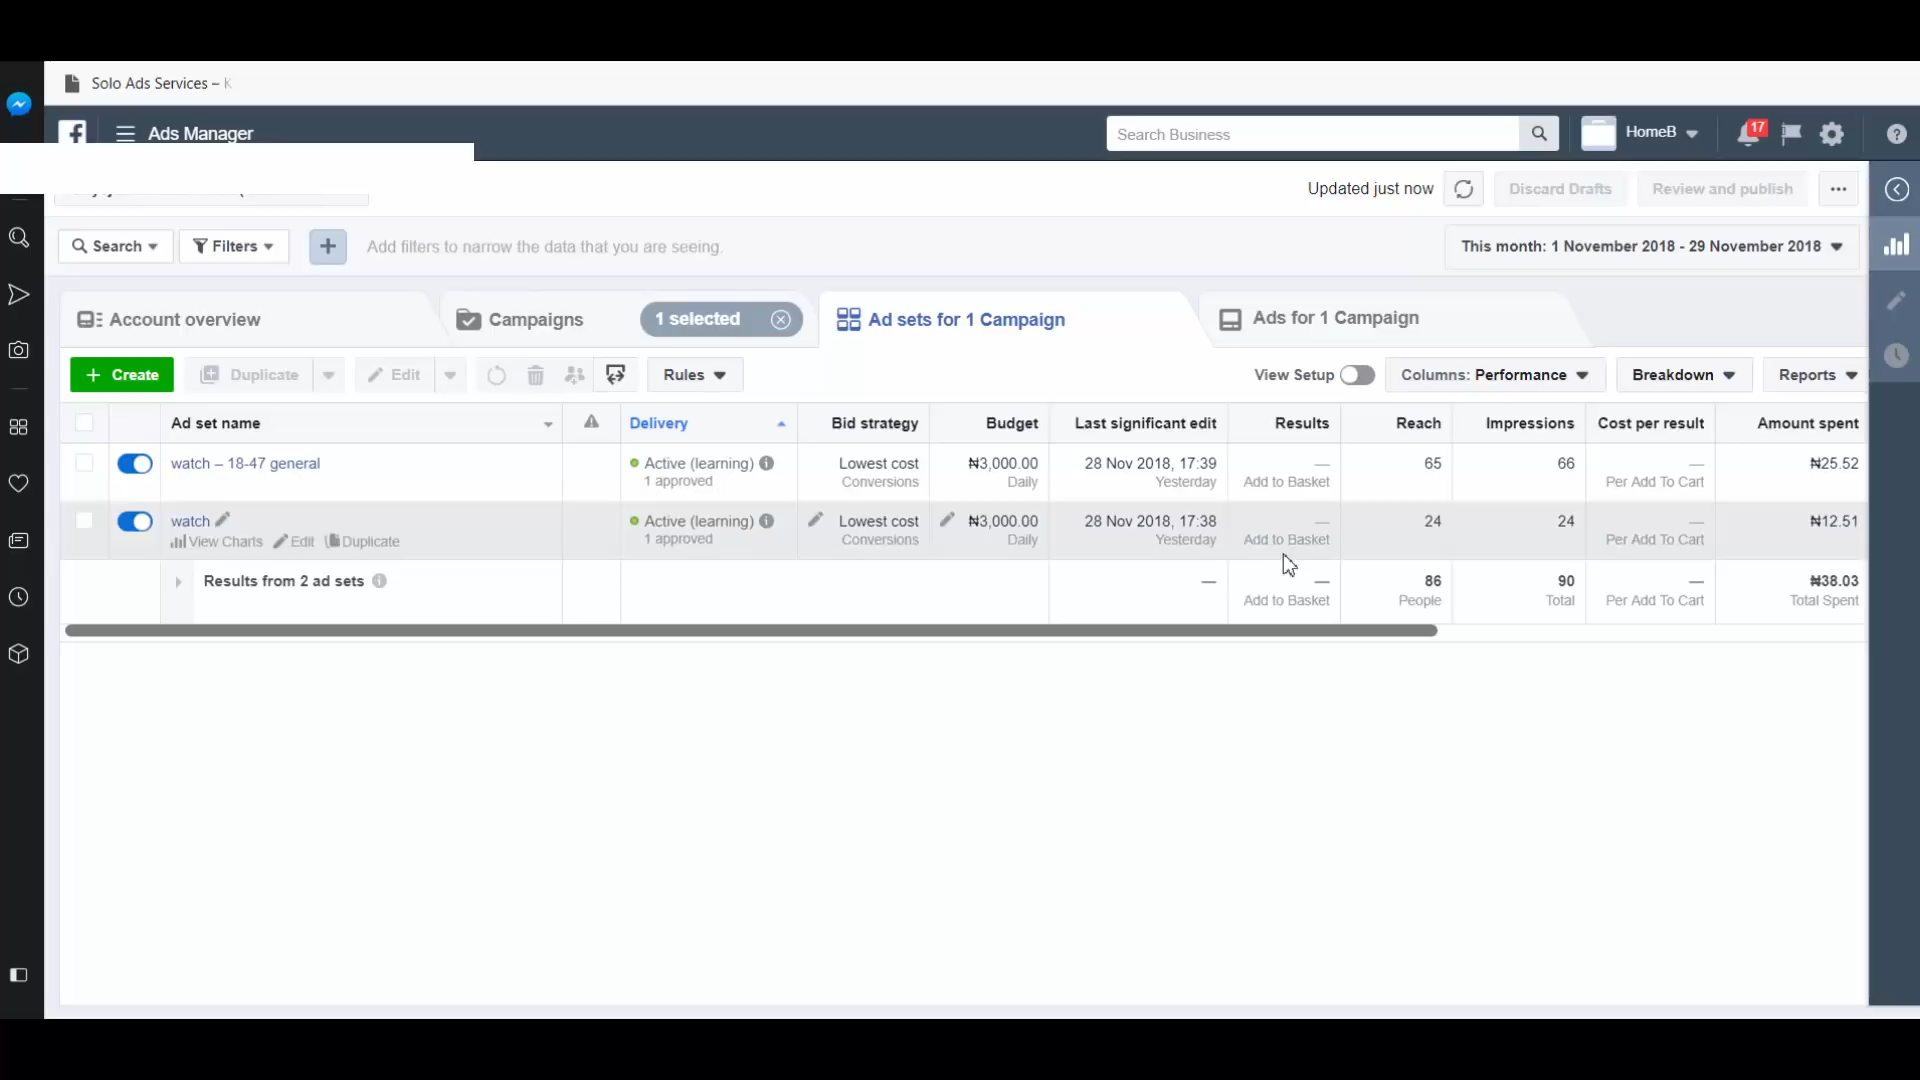 Solo Ads Services – K
Ads Manager
Search Business
HomeB
17
Updated just now
Discard Drafts
Review and publish
Search
Filters
Add filters to narrow the data that you are seeing.
This month: 1 November 2018 - 29 November 2018
Account overview
Campaigns
1 selected
Ad sets for 1 Campaign
Ads for 1 Campaign
+ Create
Duplicate
Edit
Rules
View Setup
Columns: Performance
Breakdown
Reports
Ad set name
Delivery
Bid strategy
Budget
Last significant edit
Results
Reach
Impressions
Cost per result
Amount spent
watch – 18-47 general
Active (learning)
1 approved
Lowest cost
Conversions
₦3,000.00
Daily
28 Nov 2018, 17:39
Yesterday
—
Add to Basket
65
66
—
Per Add To Cart
₦25.52
watch
View Charts Edit Duplicate
Active (learning)
1 approved
Lowest cost
Conversions
₦3,000.00
Daily
28 Nov 2018, 17:38
Yesterday
—
Add to Basket
24
24
—
Per Add To Cart
₦12.51
Results from 2 ad sets
—
—
Add to Basket
86
People
90
Total
—
Per Add To Cart
₦38.03
Total Spent